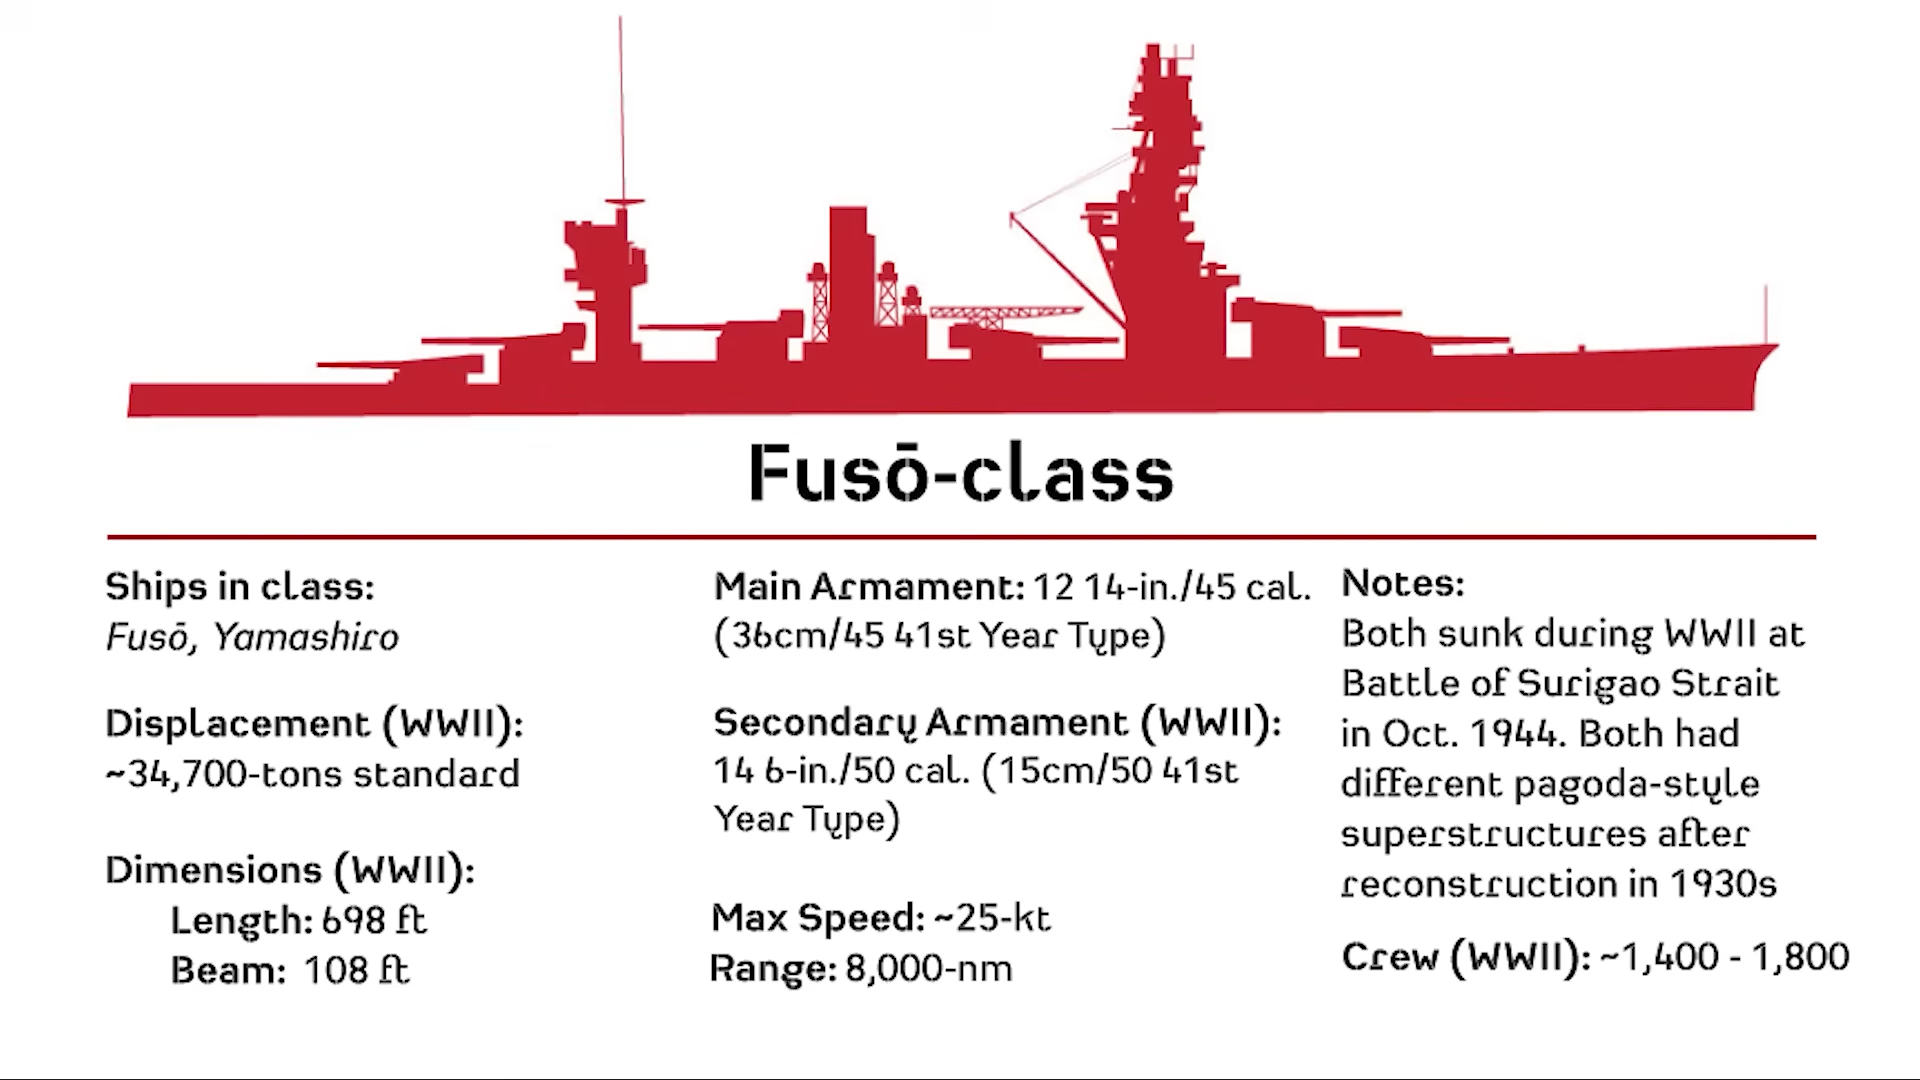 Fusō-class
Ships in class:
Fusō, Yamashiro
Displacement (WWII):
~34,700-tons standard
Dimensions (WWII):
Length: 698 ft
Beam: 108 ft
Main Armament: 12 14-in./45 cal.
(36cm/45 41st Year Type)
Secondary Armament (WWII):
14 6-in./50 cal. (15cm/50 41st
Year Type)
Max Speed: ~25-kt
Range: 8,000-nm
Notes:
Both sunk during WWII at
Battle of Surigao Strait
in Oct. 1944. Both had
different pagoda-style
superstructures after
reconstruction in 1930s
Crew (WWII): ~1,400 - 1,800